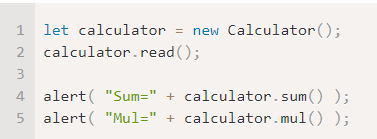 1 let calculator = new Calculator();
2 calculator.read();
3
4 alert( "Sum=" + calculator.sum() );
5 alert( "Mul=" + calculator.mul() );